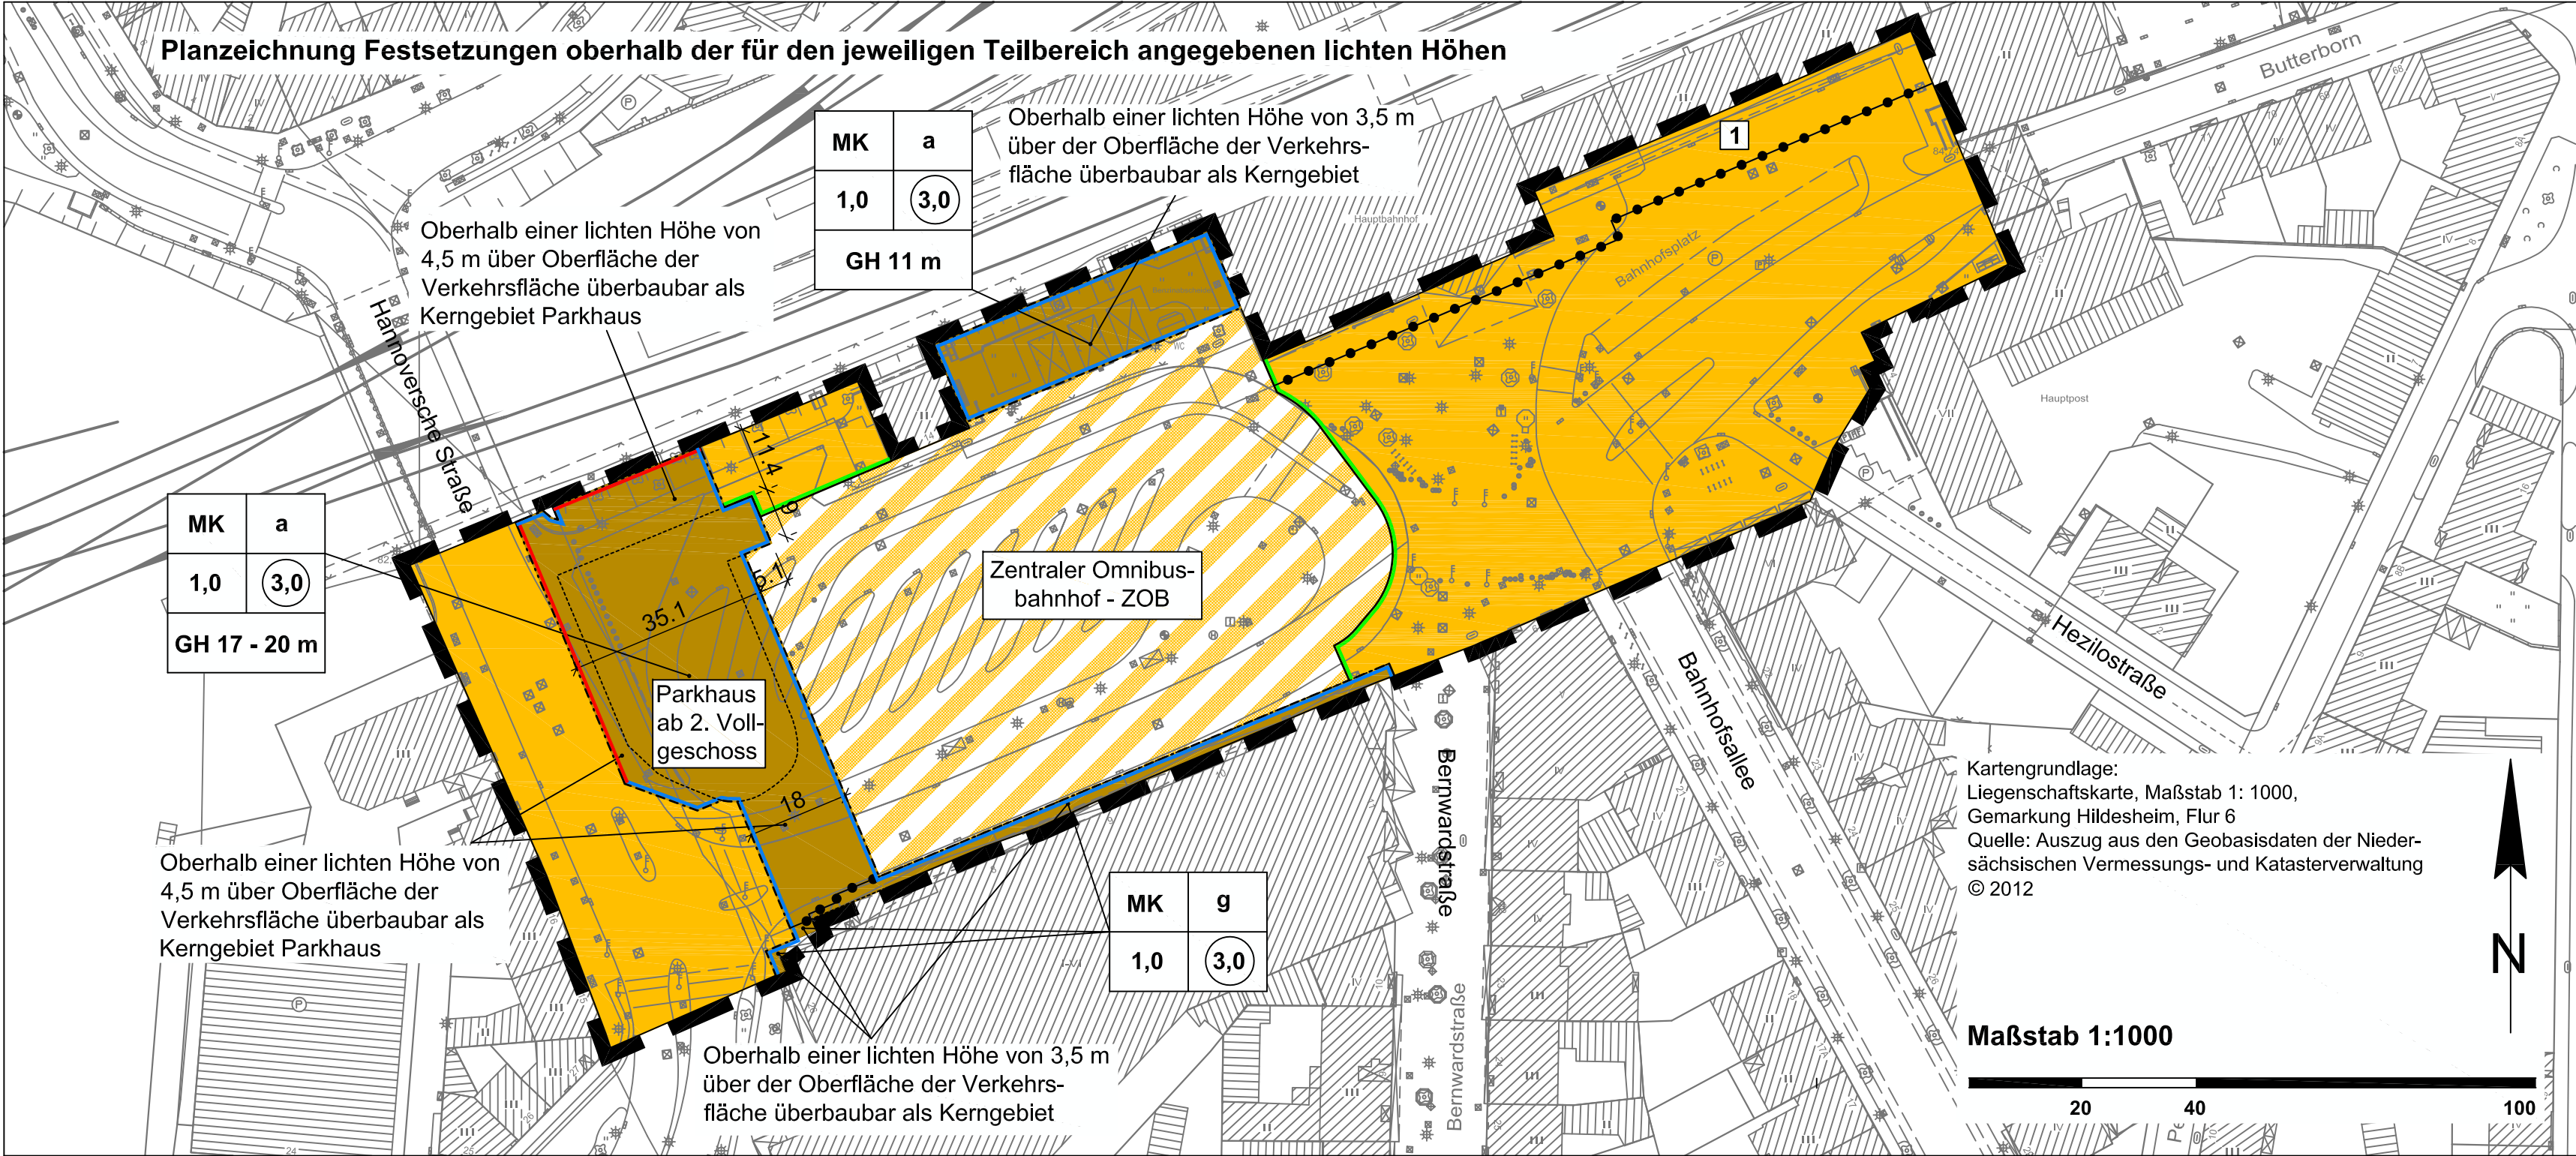 Planzeichnung Festsetzungen oberhalb der für den jeweiligen Teilbereich angegebenen lichten Höhen
Butterborn
Oberhalb einer lichten Höhe von 3,5 m
über der Oberfläche der Verkehrs-
fläche überbaubar als Kerngebiet
MK a
1,0 3,0
GH 11 m
1
Hauptbahnhof
Bahnhofsplatz
Oberhalb einer lichten Höhe von
4,5 m über Oberfläche der
Verkehrsfläche überbaubar als
Kerngebiet Parkhaus
Hannoversche Straße
WC
Hauptpost
11.4
9
5.1
35.1
18
MK a
1,0 3,0
GH 17 - 20 m
Zentraler Omnibus-
bahnhof - ZOB
Parkhaus
ab 2. Voll-
geschoss
Hezilostraße
Bahnhofsallee
Bernwardstraße
Bernwardstraße
Oberhalb einer lichten Höhe von
4,5 m über Oberfläche der
Verkehrsfläche überbaubar als
Kerngebiet Parkhaus
MK g
1,0 3,0
Oberhalb einer lichten Höhe von 3,5 m
über der Oberfläche der Verkehrs-
fläche überbaubar als Kerngebiet
Kartengrundlage:
Liegenschaftskarte, Maßstab 1: 1000,
Gemarkung Hildesheim, Flur 6
Quelle: Auszug aus den Geobasisdaten der Nieder-
sächsischen Vermessungs- und Katasterverwaltung
© 2012
N
Maßstab 1:1000
20 40 100